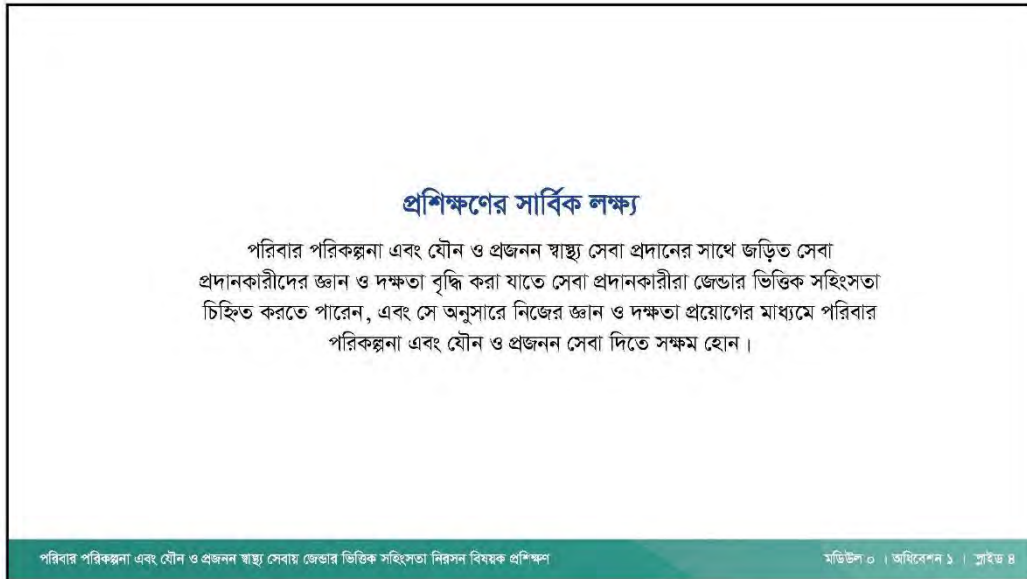 প্রশিক্ষণের সার্বিক লক্ষ্য
পরিবার পরিকল্পনা এবং যৌন ও প্রজনন স্বাস্থ্য সেবা প্রদানের সাথে জড়িত সেবা
প্রদানকারীদের জ্ঞান ও দক্ষতা বৃদ্ধি করা যাতে সেবা প্রদানকারীরা জেন্ডার ভিত্তিক সহিংসতা
চিহ্নিত করতে পারেন, এবং সে অনুসারে নিজের জ্ঞান ও দক্ষতা প্রয়োগের মাধ্যমে পরিবার
পরিকল্পনা এবং যৌন ও প্রজনন সেবা দিতে সক্ষম হোন।
পরিবার পরিকল্পনা এবং যৌন ও প্রজনন স্বাস্থ্য সেবায় জেন্ডার ভিত্তিক সহিংসতা নিরসন বিষয়ক প্রশিক্ষণ
মডিউল ০ । অধিবেশন ১ । স্লাইড ৪